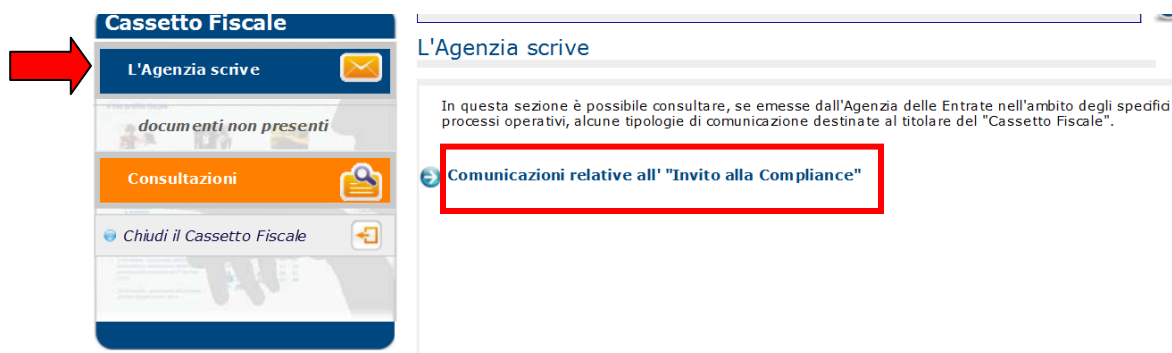 Cassetto Fiscale
L'Agenzia scrive
documenti non presenti
Consultazioni
Chiudi il Cassetto Fiscale
L'Agenzia scrive
In questa sezione è possibile consultare, se emesse dall'Agenzia delle Entrate nell'ambito degli specifici
processi operativi, alcune tipologie di comunicazione destinate al titolare del "Cassetto Fiscale".
Comunicazioni relative all' "Invito alla Compliance"